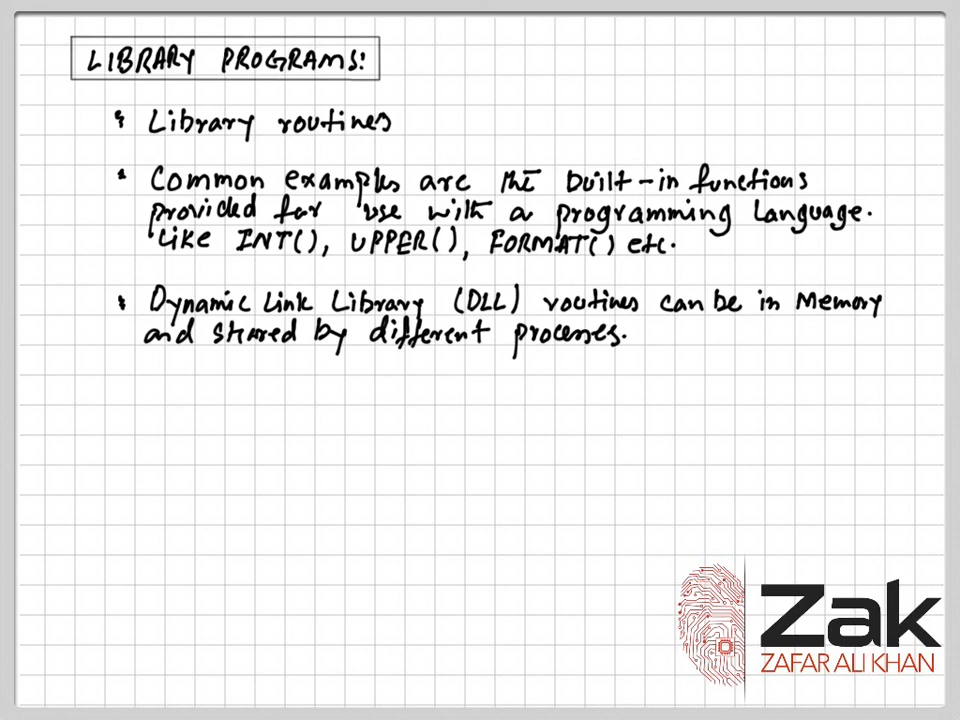 LIBRARY PROGRAMS:
Library routines
Common examples are the built-in functions
provided for use with a programming language.
Like INT(), UPPER(), FORMAT() etc.
Dynamic Link Library (DLL) routines can be in Memory
and shared by different processes.
Zak
ZAFAR ALI KHAN